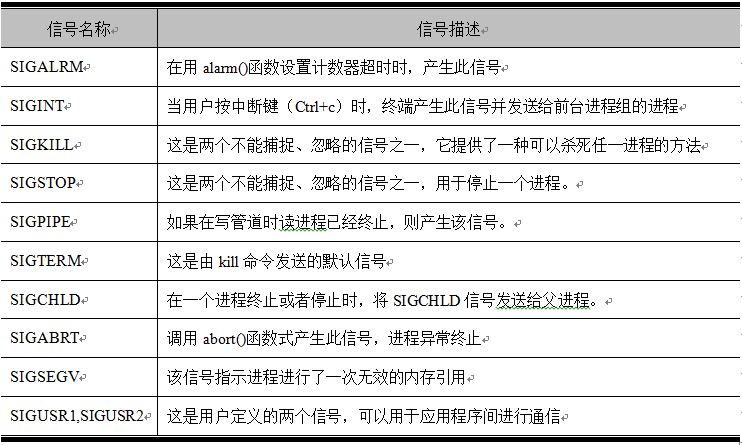 信号名称 信号描述
SIGALRM 在用 alarm()函数设置计数器超时时，产生此信号
SIGINT 当用户按中断键（Ctrl+c）时，终端产生此信号并发送给前台进程组的进程
SIGKILL 这是两个不能捕捉、忽略的信号之一，它提供了一种可以杀死任一进程的方法
SIGSTOP 这是两个不能捕捉、忽略的信号之一，用于停止一个进程。
SIGPIPE 如果在写管道时读进程已经终止，则产生该信号。
SIGTERM 这是由 kill 命令发送的默认信号
SIGCHLD 在一个进程终止或者停止时，将 SIGCHLD 信号发送给父进程。
SIGABRT 调用 abort()函数式产生此信号，进程异常终止
SIGSEGV 该信号指示进程进行了一次无效的内存引用
SIGUSR1,SIGUSR2 这是用户定义的两个信号，可以用于应用程序间进行通信